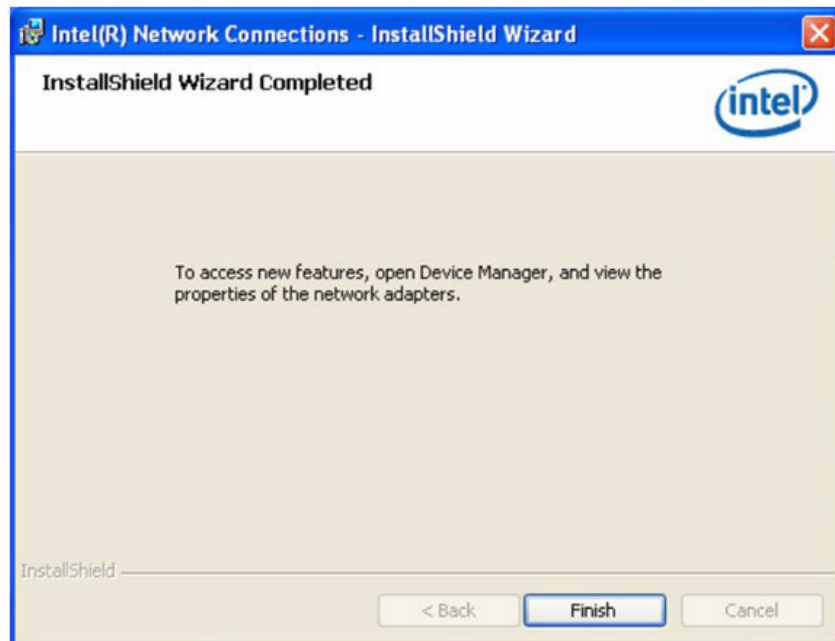 Intel(R) Network Connections - InstallShield Wizard
InstallShield Wizard Completed
intel
To access new features, open Device Manager, and view the
properties of the network adapters.
InstallShield
< Back
Finish
Cancel